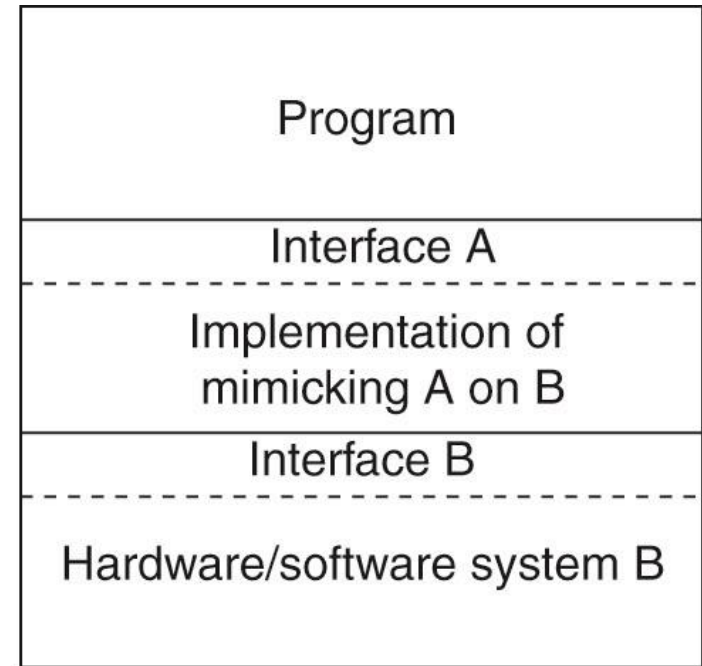 Program
Interface A
Implementation of
mimicking A on B
Interface B
Hardware/software system B